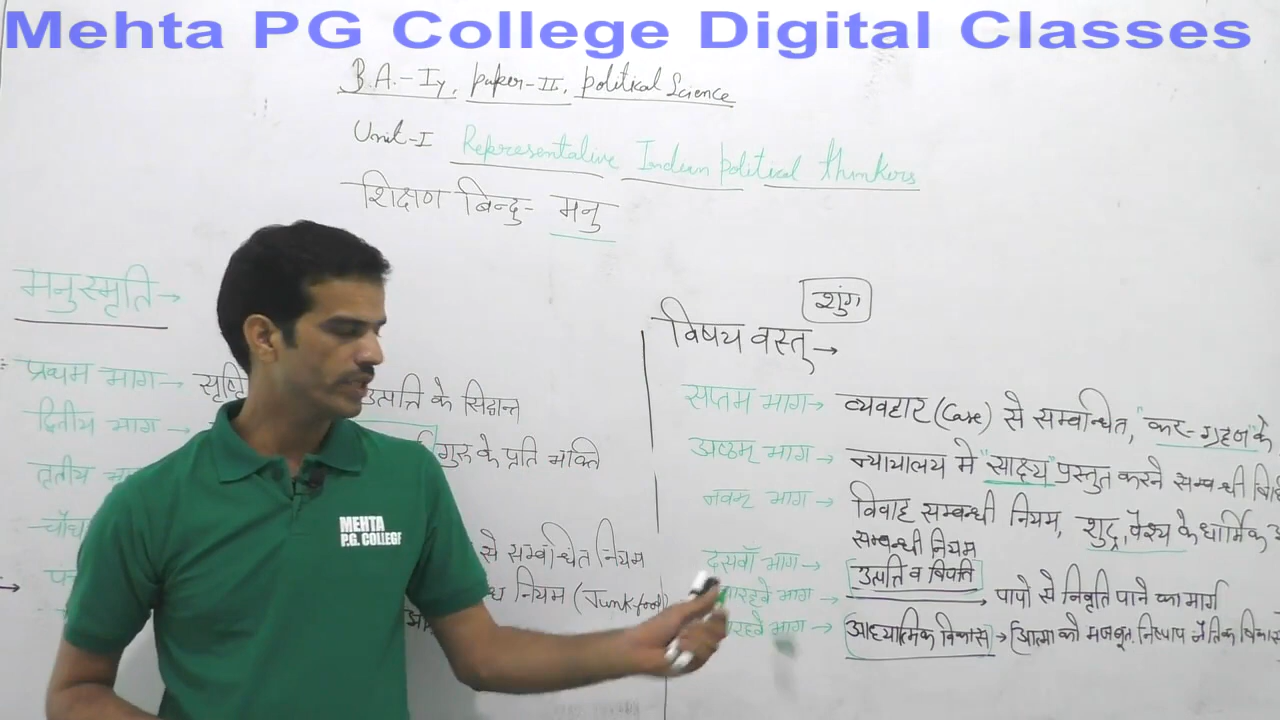 Mehta PG College Digital Classes
B.A.-Iy, paper-II, political Science
Unit-I Representative Indian political thinkers
शिक्षण बिन्दु- मनु
मनुस्मृति→
प्रथम भाग → सृष्टि उत्पत्ति के सिद्धान्त
द्वितीय भाग → गुरु के प्रति भक्ति
तृतीय
से सम्बन्धित नियम
नियम (Junk food)
MEHTA
P.G. COLLEGE
शुंग
विषय वस्तु→
सप्तम भाग→ व्यवहार (Case) से सम्बन्धित, "कर-ग्रहण" के
अष्टम भाग→ न्यायालय में "साक्ष्य" प्रस्तुत करने सम्बन्धी
नवम भाग→ विवाह सम्बन्धी नियम, शुद्र, वैश्य के धार्मिक
सम्बन्धी नियम
दसवाँ भाग→ उत्पत्ति व विपत्ति
भाग → पापो से निवृति पाने का मार्ग
भाग → आध्यात्मिक विकास → आत्मा को मजबूत, निष्पाप नैतिक विकास